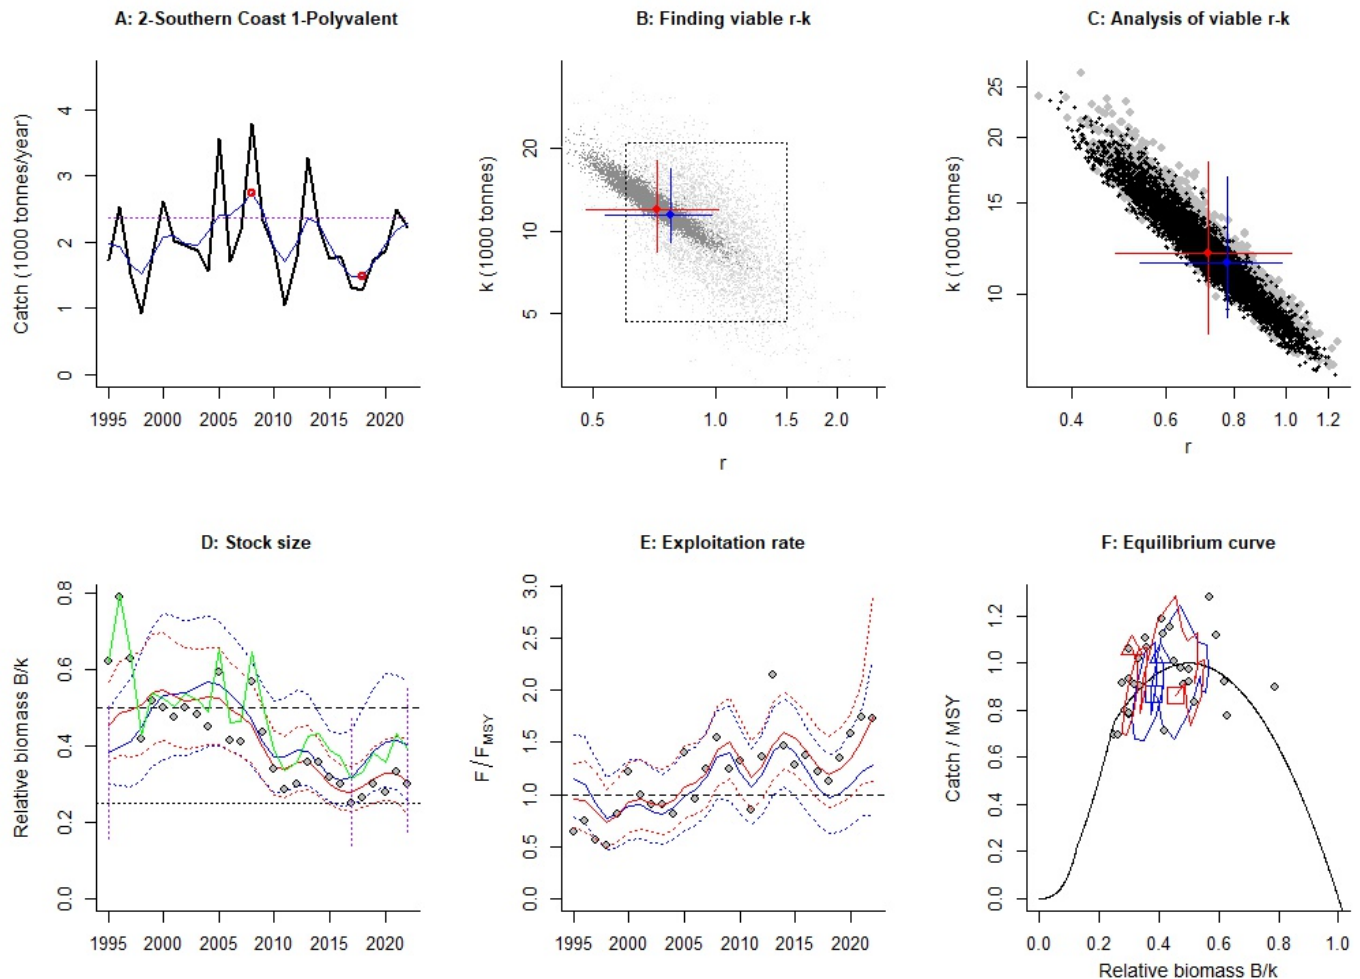 A: 2-Southern Coast 1-Polyvalent
Catch (1000 tonnes/year)
4
3
2
1
0
1995 2000 2005 2010 2015 2020
B: Finding viable r-k
k (1000 tonnes)
20
10
5
0.5 1.0 1.5 2.0
r
C: Analysis of viable r-k
k (1000 tonnes)
25
20
15
10
0.4 0.6 0.8 1.0 1.2
r
D: Stock size
Relative biomass B/k
0.8
0.6
0.4
0.2
0.0
1995 2000 2005 2010 2015 2020
E: Exploitation rate
F / FMSY
3.0
2.5
2.0
1.5
1.0
0.5
0.0
1995 2000 2005 2010 2015 2020
F: Equilibrium curve
Catch / MSY
1.2
1.0
0.8
0.6
0.4
0.2
0.0
0.0 0.2 0.4 0.6 0.8 1.0
Relative biomass B/k